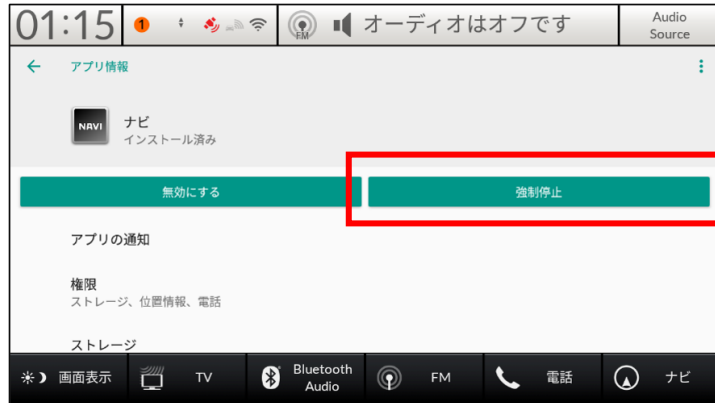 01:15
1
FM
オーディオはオフです
Audio
Source
アプリ情報
NAVI
ナビ
インストール済み
無効にする
強制停止
アプリの通知
権限
ストレージ、位置情報、電話
ストレージ
画面表示
TV
Bluetooth
Audio
FM
電話
ナビ